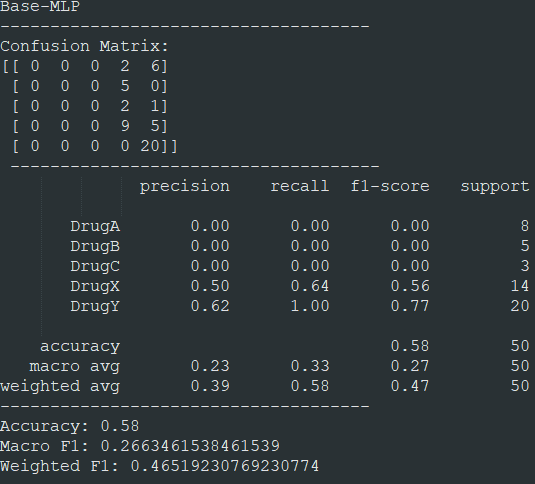 Base-MLP
-------------------------------------
Confusion Matrix:
[[ 0  0  0  2  6]
 [ 0  0  0  5  0]
 [ 0  0  0  2  1]
 [ 0  0  0  9  5]
 [ 0  0  0  0 20]]
 -------------------------------------
              precision    recall  f1-score   support
       DrugA       0.00      0.00      0.00         8
       DrugB       0.00      0.00      0.00         5
       DrugC       0.00      0.00      0.00         3
       DrugX       0.50      0.64      0.56        14
       DrugY       0.62      1.00      0.77        20
    accuracy                           0.58        50
   macro avg       0.23      0.33      0.27        50
weighted avg       0.39      0.58      0.47        50
-------------------------------------
Accuracy: 0.58
Macro F1: 0.2663461538461539
Weighted F1: 0.46519230769230774